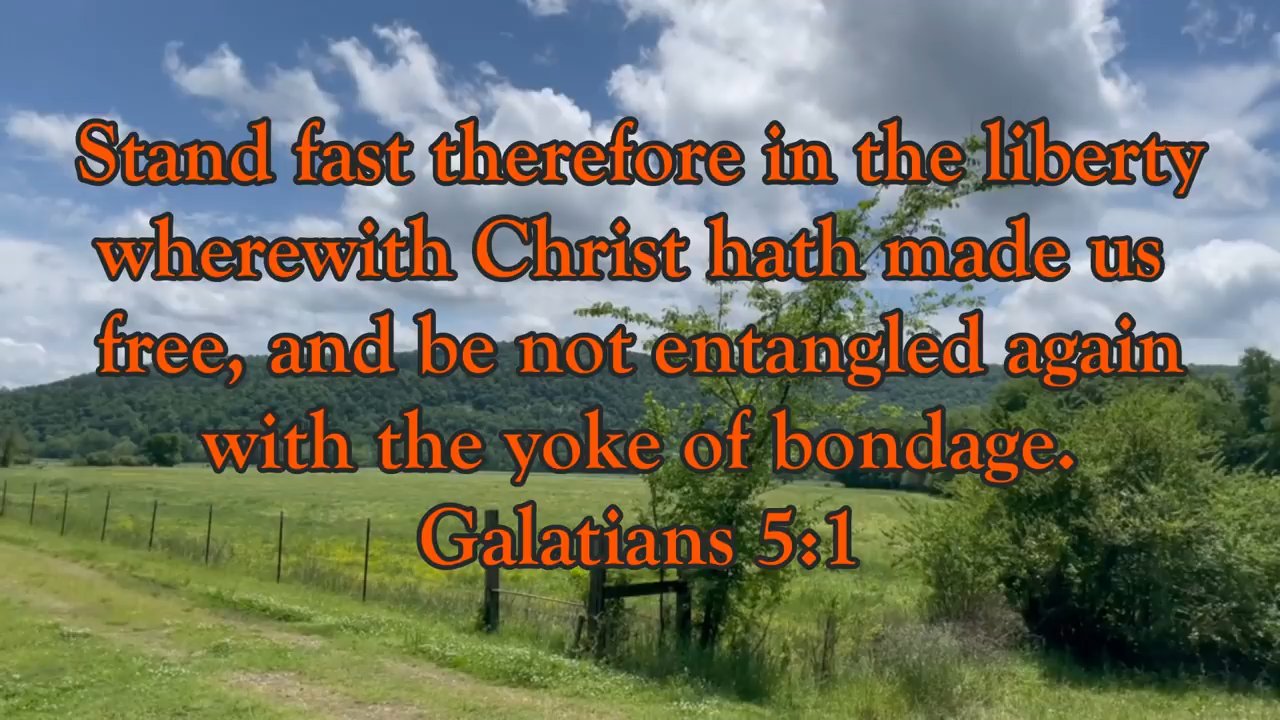 Stand fast therefore in the liberty
wherewith Christ hath made us
free, and be not entangled again
with the yoke of bondage.
Galatians 5:1